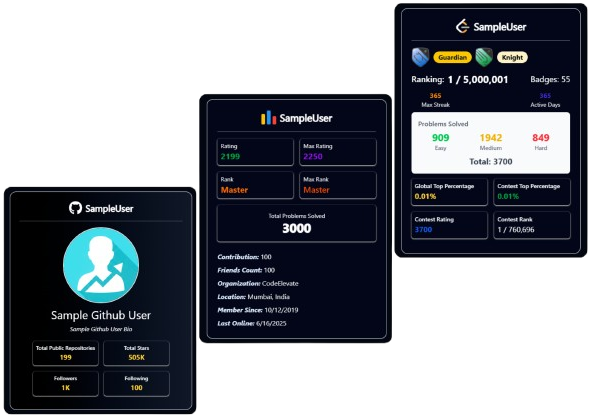 SampleUser
Sample Github User
Sample Github User Bio
Total Public Repositories
199
Total Stars
505K
Followers
1K
Following
100
SampleUser
Rating
2199
Max Rating
2250
Rank
Master
Max Rank
Master
Total Problems Solved
3000
Contribution: 100
Friends Count: 100
Organization: CodeElevate
Location: Mumbai, India
Member Since: 10/12/2019
Last Online: 6/16/2025
SampleUser
Guardian Knight
Ranking: 1 / 5,000,001 Badges: 55
365
Max Streak
365
Active Days
Problems Solved
909
Easy
1942
Medium
849
Hard
Total: 3700
Global Top Percentage
0.01%
Contest Top Percentage
0.01%
Contest Rating
3700
Contest Rank
1 / 760,696